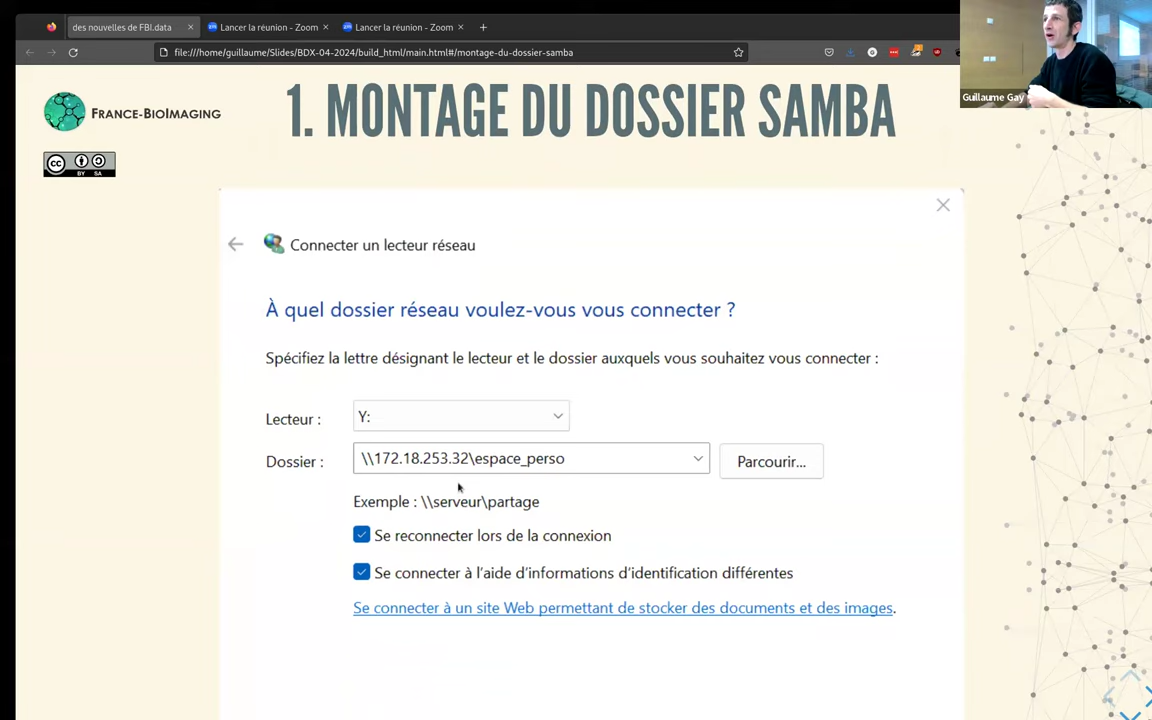 des nouvelles de FBI.data
Lancer la réunion - Zoom
Lancer la réunion - Zoom
file:///home/guillaume/Slides/BDX-04-2024/build_html/main.html#/montage-du-dossier-samba
Guillaume Gay
FRANCE-BIOIMAGING
CC BY SA
1. MONTAGE DU DOSSIER SAMBA
Connecter un lecteur réseau
À quel dossier réseau voulez-vous vous connecter ?
Spécifiez la lettre désignant le lecteur et le dossier auxquels vous souhaitez vous connecter :
Lecteur : Y:
Dossier : \\172.18.253.32\espace_perso Parcourir...
Exemple : \\serveur\partage
Se reconnecter lors de la connexion
Se connecter à l'aide d'informations d'identification différentes
Se connecter à un site Web permettant de stocker des documents et des images.